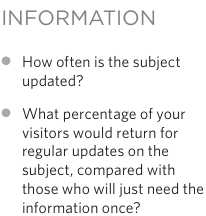 INFORMATION
● How often is the subject
updated?
● What percentage of your
visitors would return for
regular updates on the
subject, compared with
those who will just need the
information once?